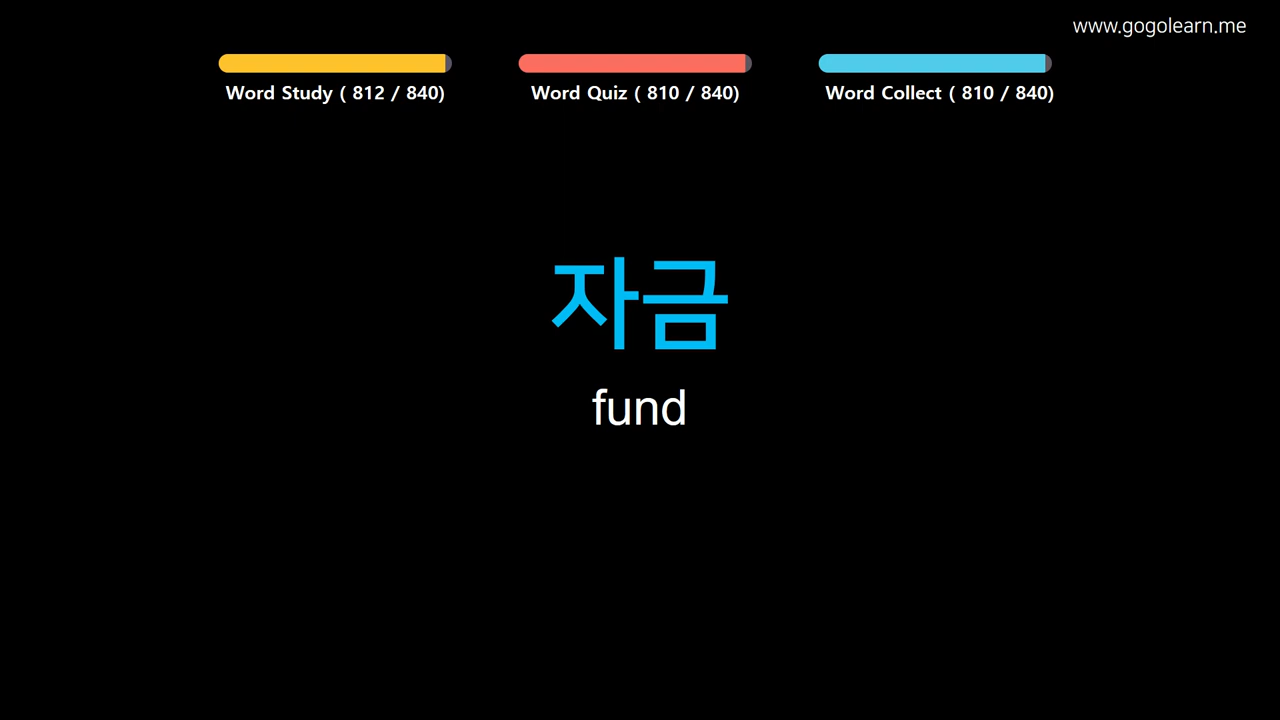 www.gogolearn.me
Word Study ( 812 / 840)
Word Quiz ( 810 / 840)
Word Collect ( 810 / 840)
자금
fund